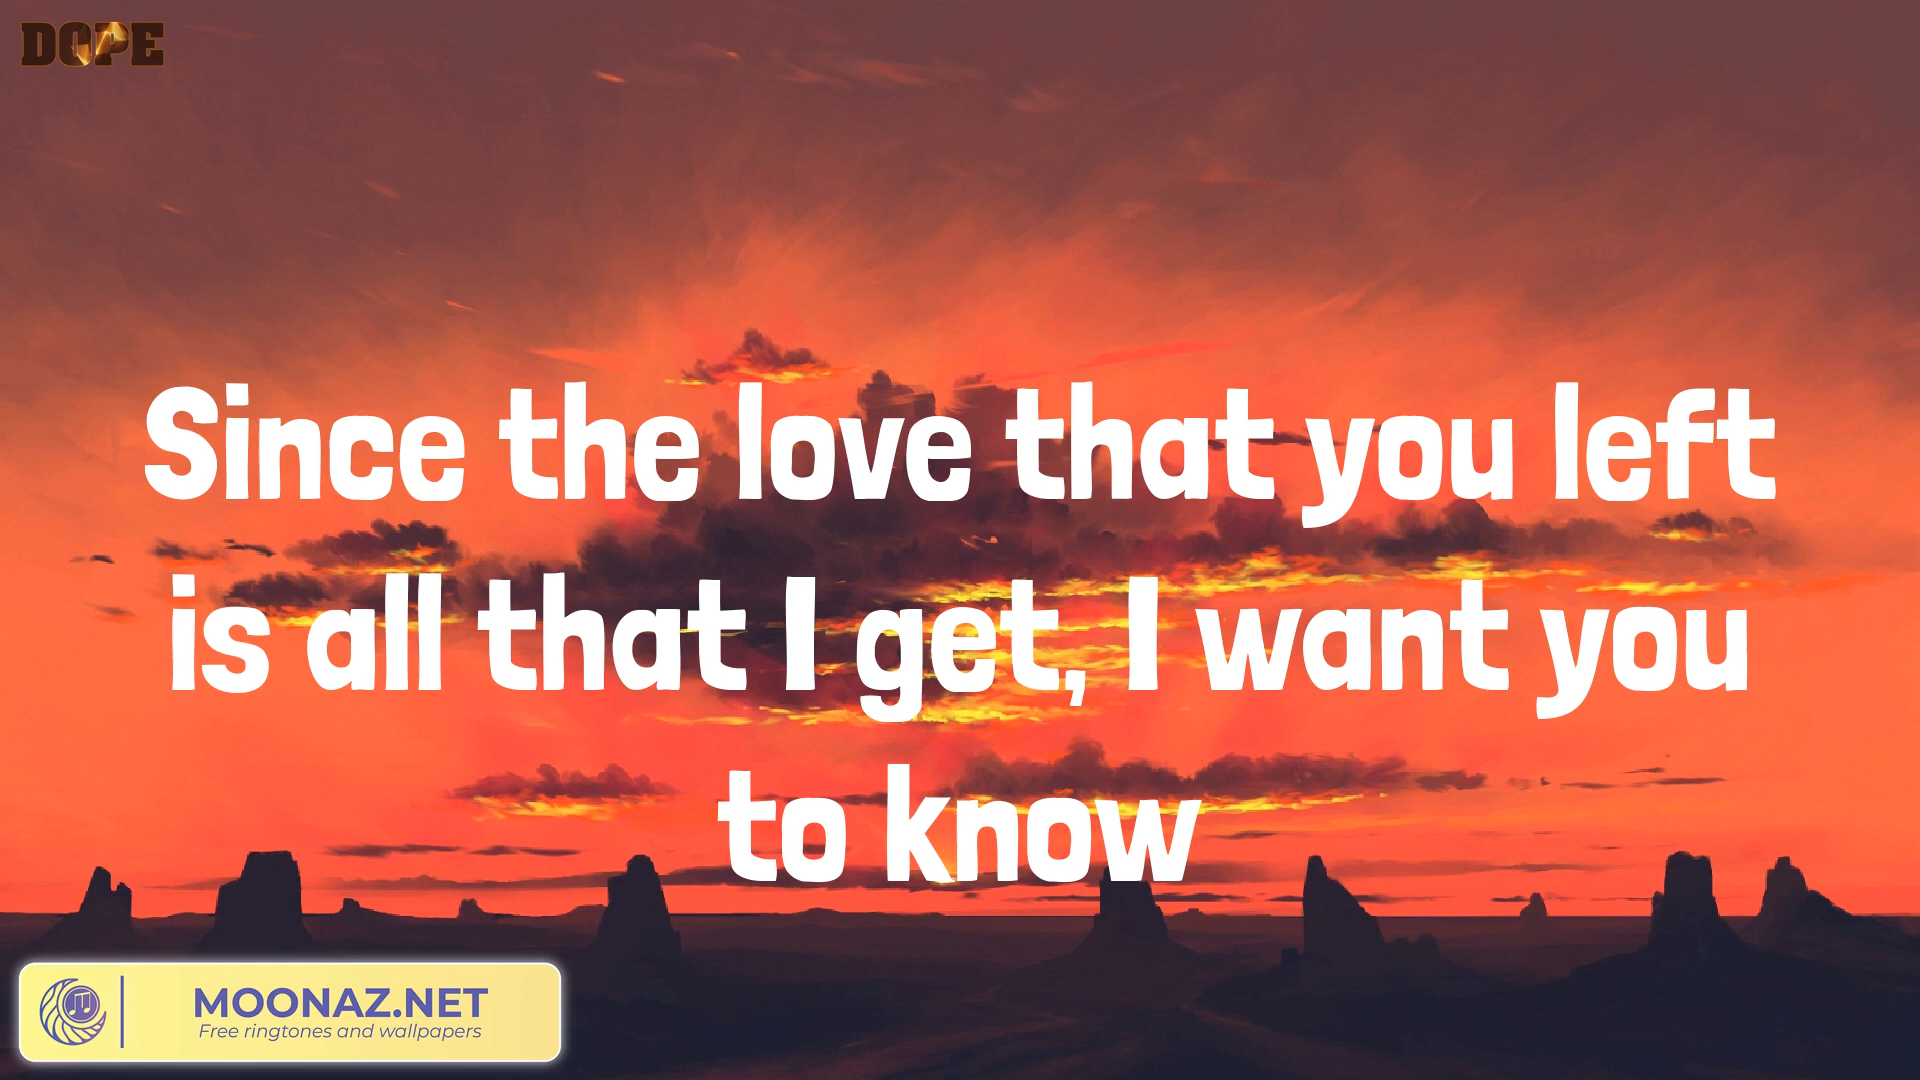 DOPE
Since the love that you left
is all that I get, I want you
to know
MOONAZ.NET
Free ringtones and wallpapers